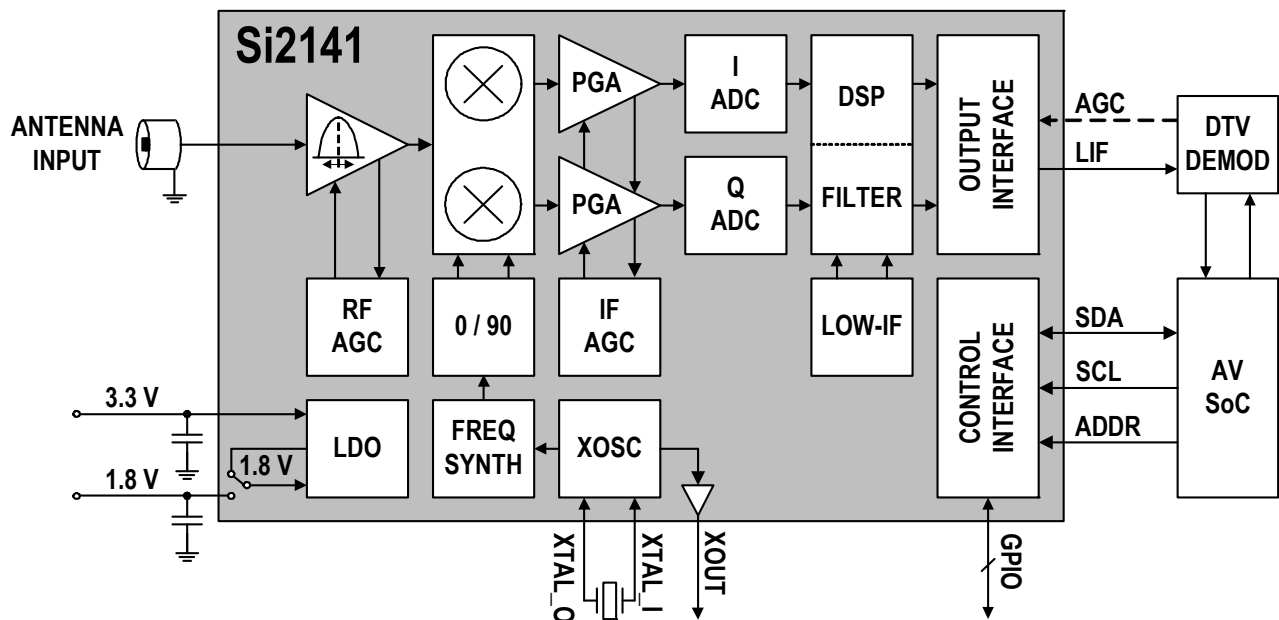 Si2141
ANTENNA
INPUT
PGA
I
ADC
DSP
OUTPUT
INTERFACE
AGC
LIF
DTV
DEMOD
PGA
Q
ADC
FILTER
RF
AGC
0 / 90
IF
AGC
LOW-IF
CONTROL
INTERFACE
SDA
SCL
ADDR
AV
SoC
3.3 V
1.8 V
1.8 V
LDO
FREQ
SYNTH
XOSC
XTAL_O
XTAL_I
XOUT
GPIO